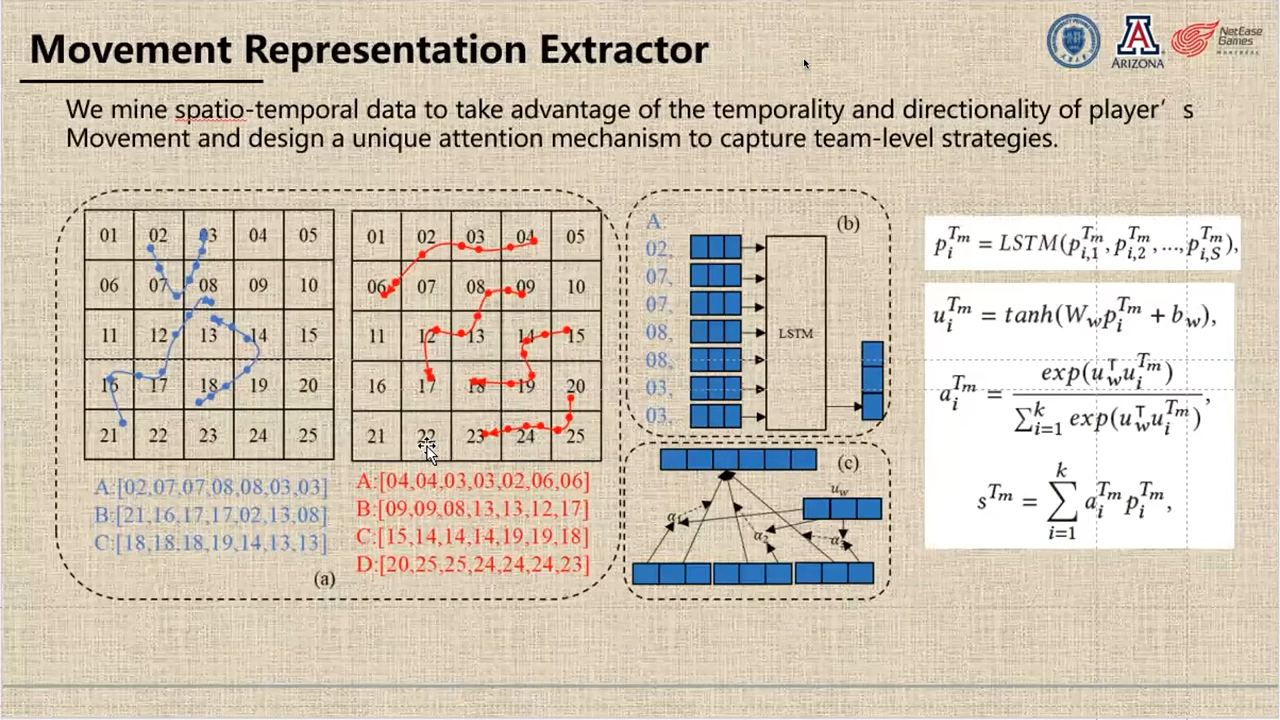 Movement Representation Extractor
ARIZONA
NetEase
Games
MONTRÉAL
We mine spatio-temporal data to take advantage of the temporality and directionality of player's
Movement and design a unique attention mechanism to capture team-level strategies.
01 02 03 04 05
06 07 08 09 10
11 12 13 14 15
16 17 18 19 20
21 22 23 24 25
A:[02,07,07,08,08,03,03]
B:[21,16,17,17,02,13,08]
C:[18,18,18,19,14,13,13]
01 02 03 04 05
06 07 08 09 10
11 12 13 14 15
16 17 18 19 20
21 22 23 24 25
A:[04,04,03,03,02,06,06]
B:[09,09,08,13,13,12,17]
C:[15,14,14,14,19,19,18]
D:[20,25,25,24,24,24,23]
(a)
A
02,
07,
07,
08,
08,
03,
03,
LSTM
(b)
(c)
u_w
α₁
α₂
p_i^{T_m} = LSTM(p_{i,1}^{T_m}, p_{i,2}^{T_m}, ..., p_{i,S}^{T_m}),
u_i^{T_m} = tanh(W_w p_i^{T_m} + b_w),
a_i^{T_m} = exp(u_w^⊤ u_i^{T_m}) / ∑_{i=1}^{k} exp(u_w^⊤ u_i^{T_m}),
s^{T_m} = ∑_{i=1}^{k} a_i^{T_m} p_i^{T_m},